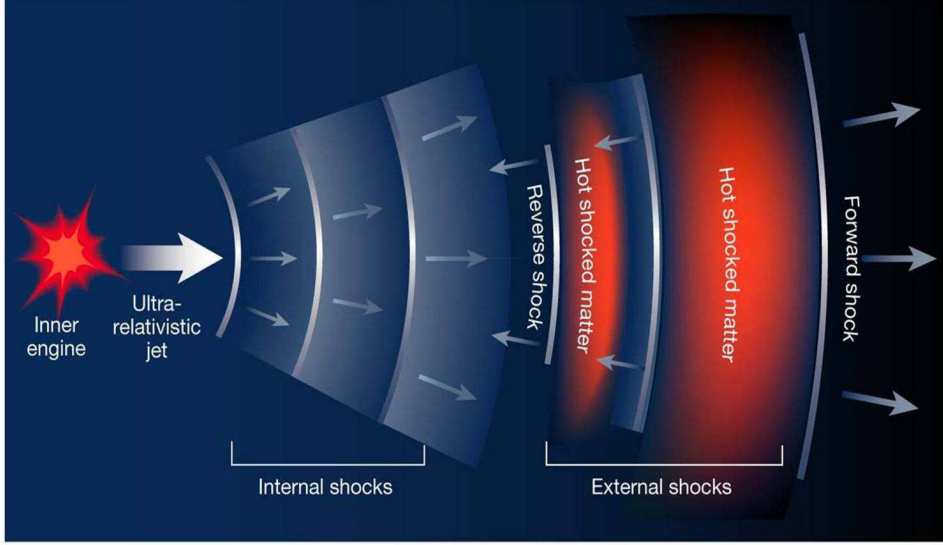 Inner
engine
Ultra-
relativistic
jet
Internal shocks
Reverse shock
Hot shocked matter
Hot shocked matter
Forward shock
External shocks